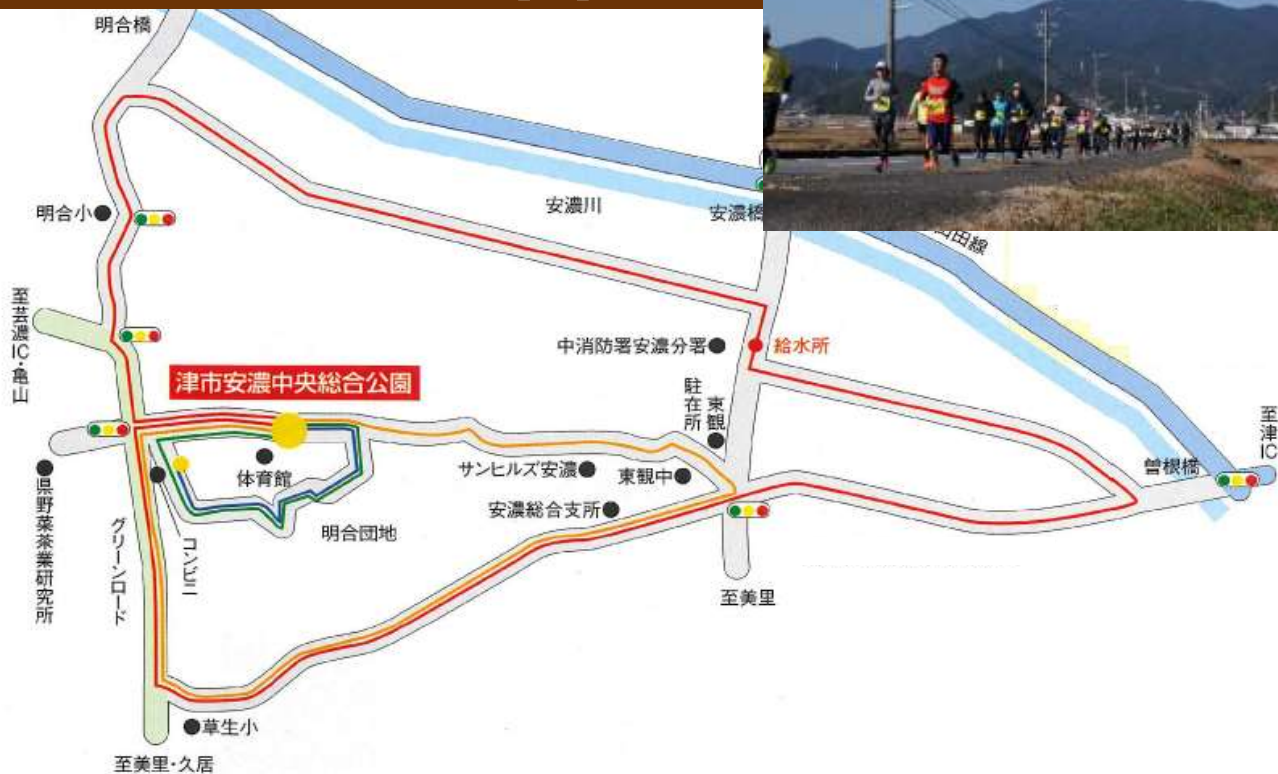 明合橋
安濃川
安濃橋
明合小
至芸濃IC・亀山
中消防署安濃分署
給水所
津市安濃中央総合公園
東観
駐在所
至津IC
曽根橋
体育館
サンヒルズ安濃
東観中
安濃総合支所
明合団地
県野菜茶業研究所
グリーンロード
コンビニ
至美里
草生小
至美里・久居